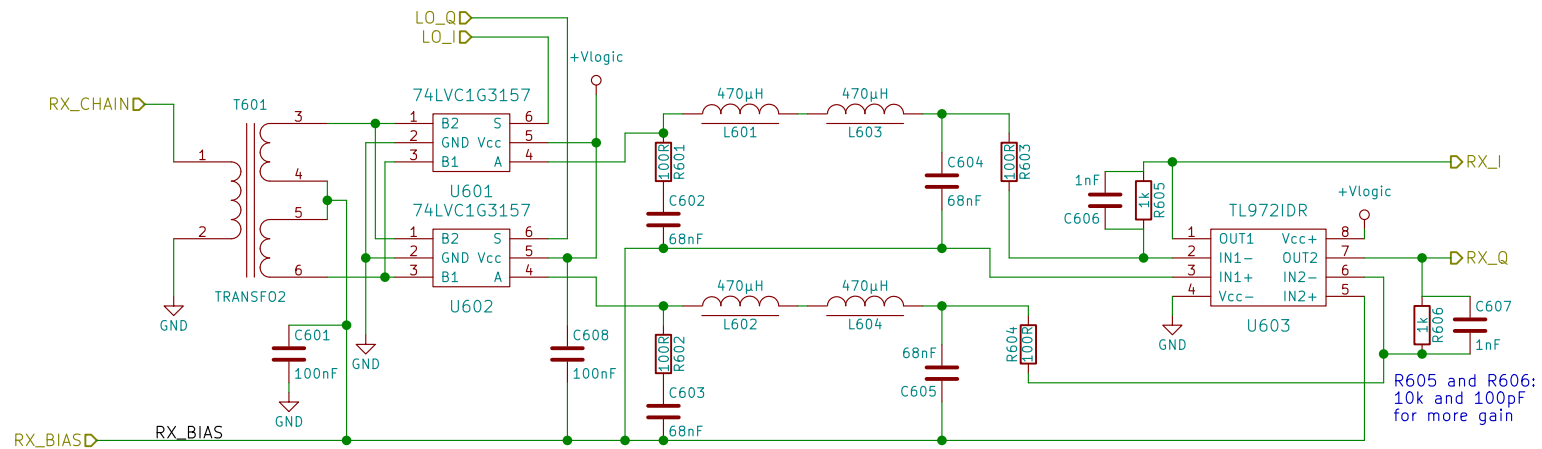 LO_Q
LO_I
+Vlogic
RX_CHAIN
T601
1
2
3
4
5
6
TRANSFO2
GND
74LVC1G3157
1 B2 S 6
2 GND Vcc 5
3 B1 A 4
U601
74LVC1G3157
1 B2 S 6
2 GND Vcc 5
3 B1 A 4
U602
GND
C601
100nF
GND
C608
100nF
470µH
L601
470µH
L603
100R
R601
C602
68nF
C604
68nF
100R
R603
470µH
L602
470µH
L604
100R
R602
C603
68nF
68nF
C605
R604
100R
1nF
C606
1k
R605
RX_I
+Vlogic
TL972IDR
1 OUT1 Vcc+ 8
2 IN1- OUT2 7
3 IN1+ IN2- 6
4 Vcc- IN2+ 5
U603
GND
RX_Q
1k
R606
C607
1nF
R605 and R606:
10k and 100pF
for more gain
RX_BIAS
RX_BIAS